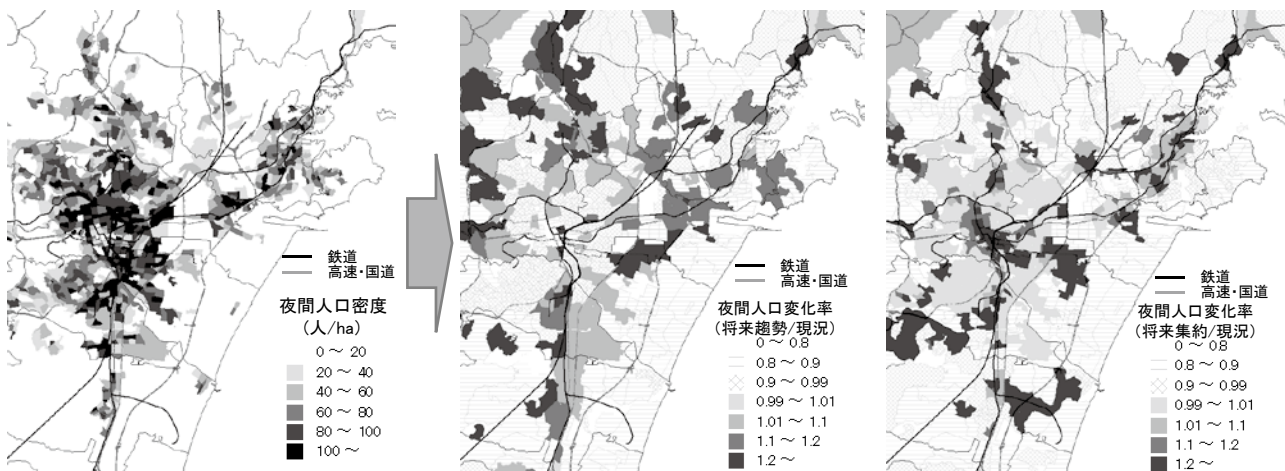 鉄道
高速・国道
夜間人口密度
(人/ha)
0 ～ 20
20 ～ 40
40 ～ 60
60 ～ 80
80 ～ 100
100 ～
鉄道
高速・国道
夜間人口変化率
(将来趨勢/現況)
0 ～ 0.8
0.8 ～ 0.9
0.9 ～ 0.99
0.99 ～ 1.01
1.01 ～ 1.1
1.1 ～ 1.2
1.2 ～
鉄道
高速・国道
夜間人口変化率
(将来集約/現況)
0 ～ 0.8
0.8 ～ 0.9
0.9 ～ 0.99
0.99 ～ 1.01
1.01 ～ 1.1
1.1 ～ 1.2
1.2 ～